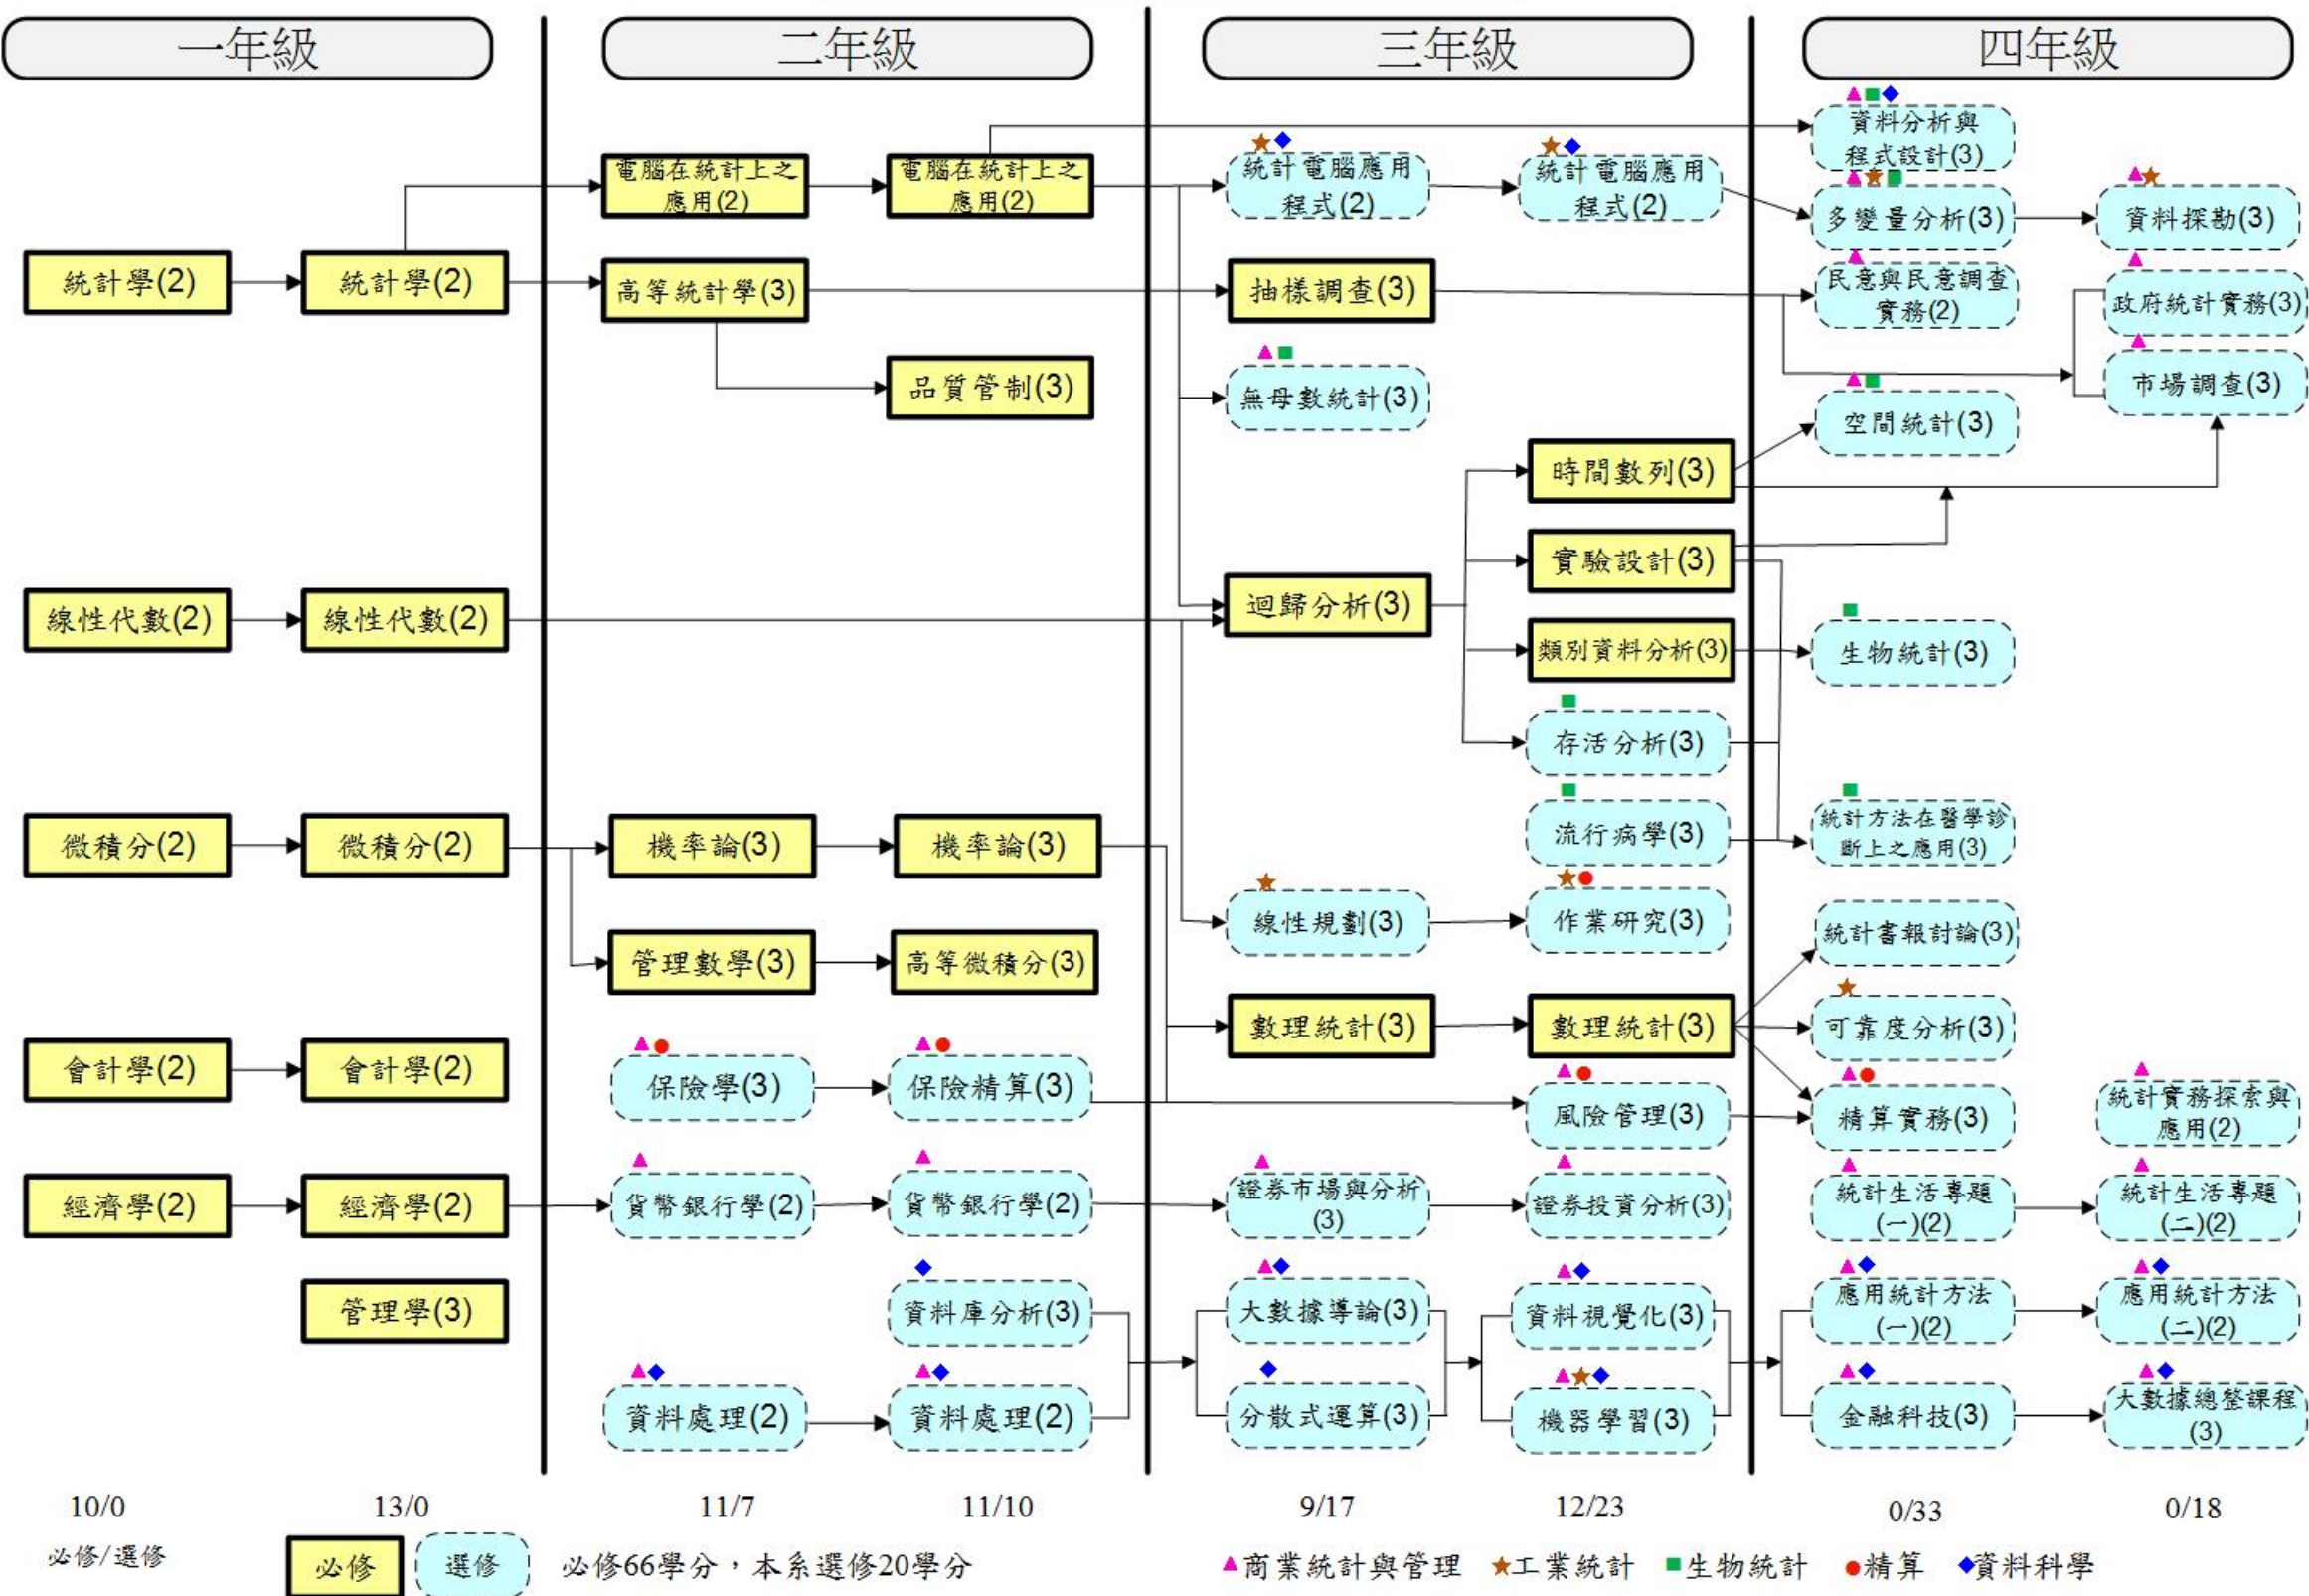 一年級
二年級
三年級
四年級
資料分析與
程式設計(3)
電腦在統計上之
應用(2)
電腦在統計上之
應用(2)
統計電腦應用
程式(2)
統計電腦應用
程式(2)
多變量分析(3)
資料探勘(3)
統計學(2)
統計學(2)
高等統計學(3)
抽樣調查(3)
民意與民意調查
實務(2)
政府統計實務(3)
品質管制(3)
無母數統計(3)
市場調查(3)
空間統計(3)
時間數列(3)
實驗設計(3)
線性代數(2)
線性代數(2)
迴歸分析(3)
類別資料分析(3)
生物統計(3)
存活分析(3)
微積分(2)
微積分(2)
機率論(3)
機率論(3)
流行病學(3)
統計方法在醫學診
斷上之應用(3)
線性規劃(3)
作業研究(3)
統計書報討論(3)
管理數學(3)
高等微積分(3)
數理統計(3)
數理統計(3)
可靠度分析(3)
會計學(2)
會計學(2)
保險學(3)
保險精算(3)
風險管理(3)
精算實務(3)
統計實務探索與
應用(2)
經濟學(2)
經濟學(2)
貨幣銀行學(2)
貨幣銀行學(2)
證券市場與分析
(3)
證券投資分析(3)
統計生活專題
(一)(2)
統計生活專題
(二)(2)
管理學(3)
資料庫分析(3)
大數據導論(3)
資料視覺化(3)
應用統計方法
(一)(2)
應用統計方法
(二)(2)
資料處理(2)
資料處理(2)
分散式運算(3)
機器學習(3)
金融科技(3)
大數據總整課程
(3)
10/0
13/0
11/7
11/10
9/17
12/23
0/33
0/18
必修/選修
必修
選修
必修66學分，本系選修20學分
商業統計與管理
工業統計
生物統計
精算
資料科學